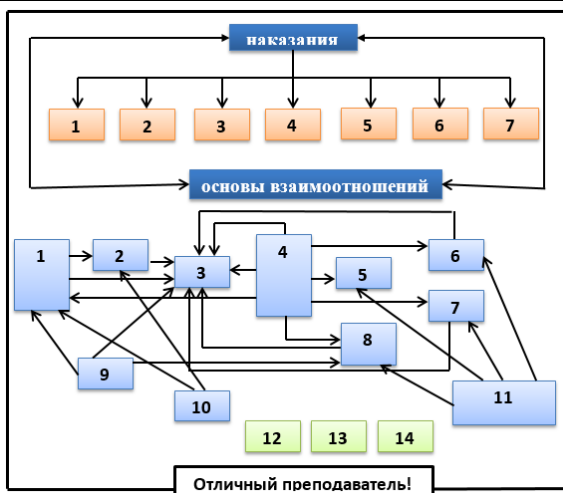 наказания
1 2 3 4 5 6 7
основы взаимоотношений
1 2 3 4 5 6
7
8
9
10
11
12 13 14
Отличный преподаватель!